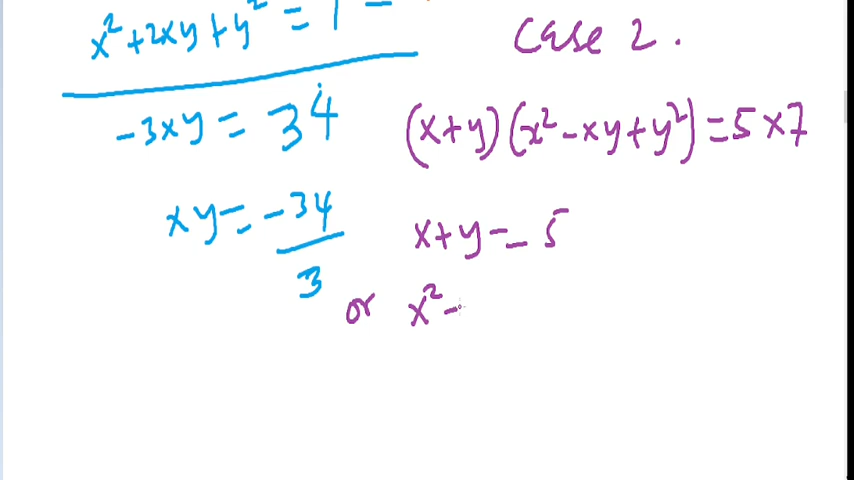 x²+2xy+y² = 1
-3xy = 34
xy = -34/3
Case 2.
(x+y)(x²-xy+y²) = 5×7
x+y = 5
or x²-